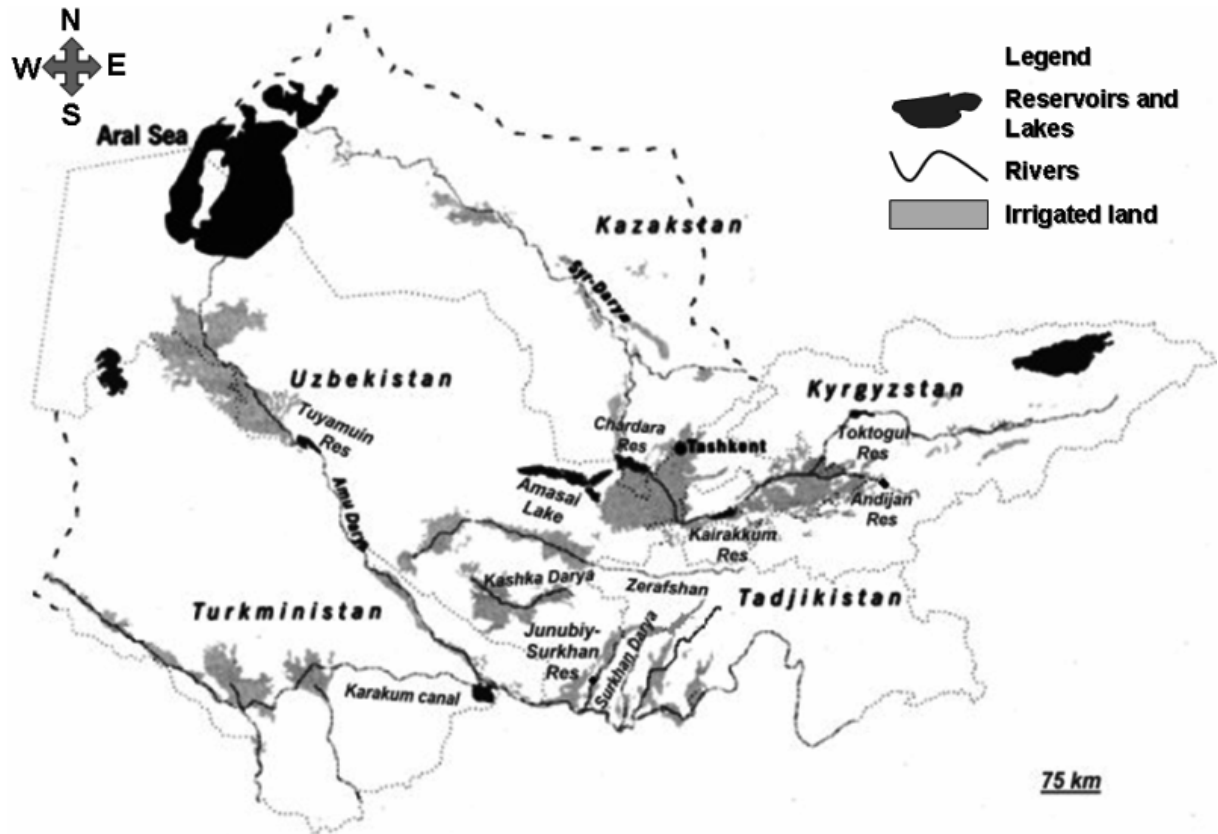 N
W E
S
Legend
Reservoirs and
Lakes
Rivers
Irrigated land
Aral Sea
Kazakstan
Syr-Darya
Uzbekistan
Tuyamuin
Res
Kyrgyzstan
Chardara
Res
Tashkent
Toktogul
Res
Amasai
Lake
Andijan
Res
Kairakkum
Res
Amu Darya
Kashka Darya
Zerafshan
Turkministan
Tadjikistan
Junubiy-
Surkhan
Res
Surkhan Darya
Karakum canal
75 km